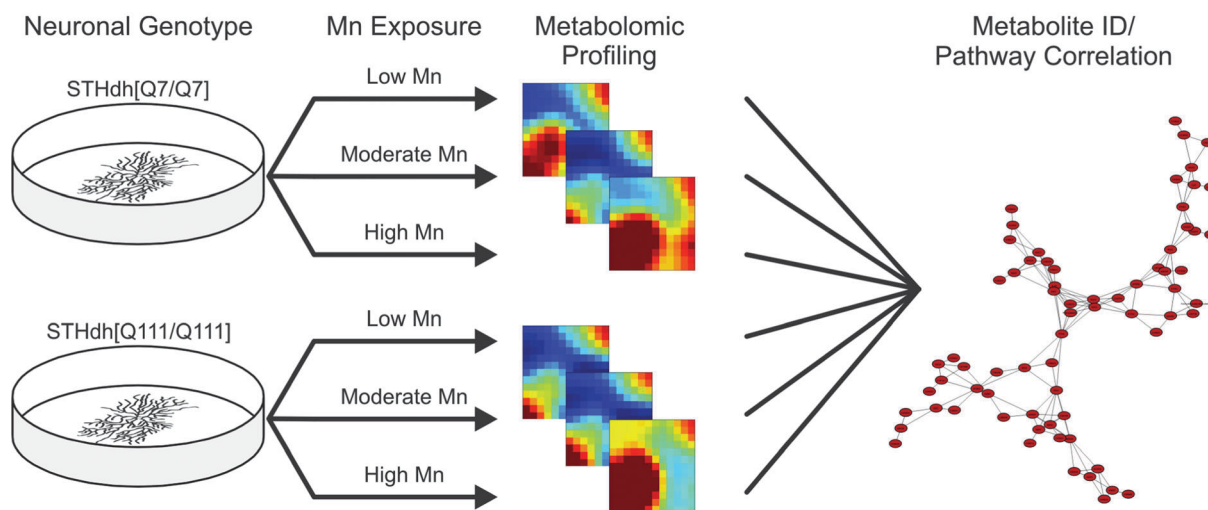 Neuronal Genotype
Mn Exposure
Metabolomic
Profiling
Metabolite ID/
Pathway Correlation
STHdh[Q7/Q7]
Low Mn
Moderate Mn
High Mn
STHdh[Q111/Q111]
Low Mn
Moderate Mn
High Mn